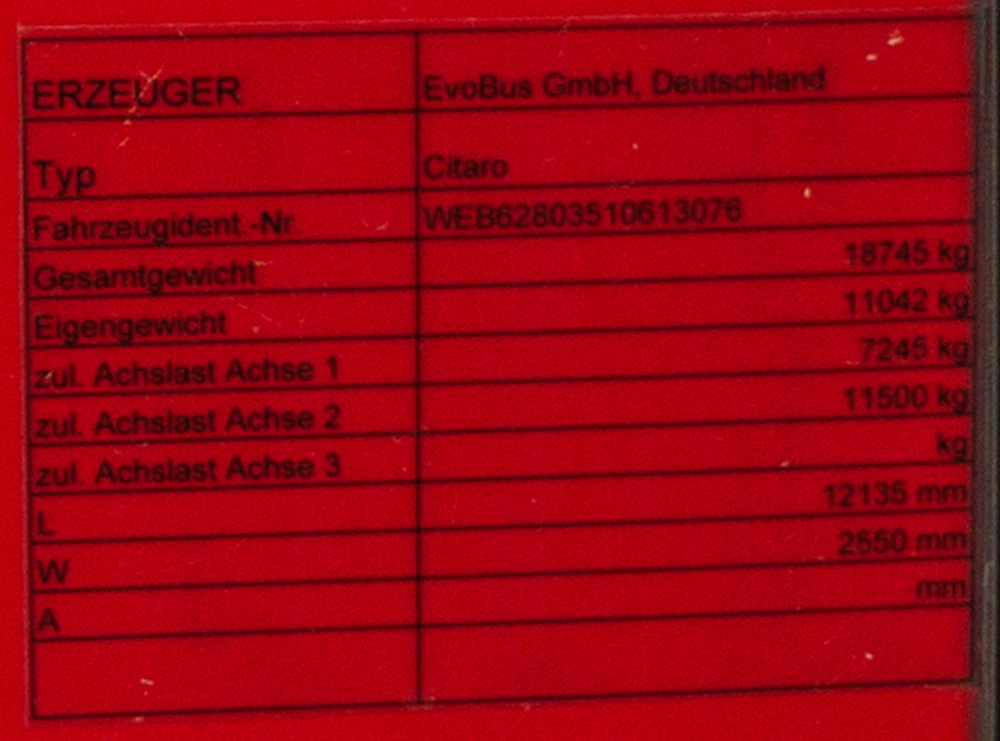 ERZEUGER EvoBus GmbH, Deutschland
Typ Citaro
Fahrzeugident.-Nr. WEB62803510613076
Gesamtgewicht 18745 kg
Eigengewicht 11042 kg
zul. Achslast Achse 1 7245 kg
zul. Achslast Achse 2 11500 kg
zul. Achslast Achse 3 kg
L 12135 mm
W 2550 mm
A mm